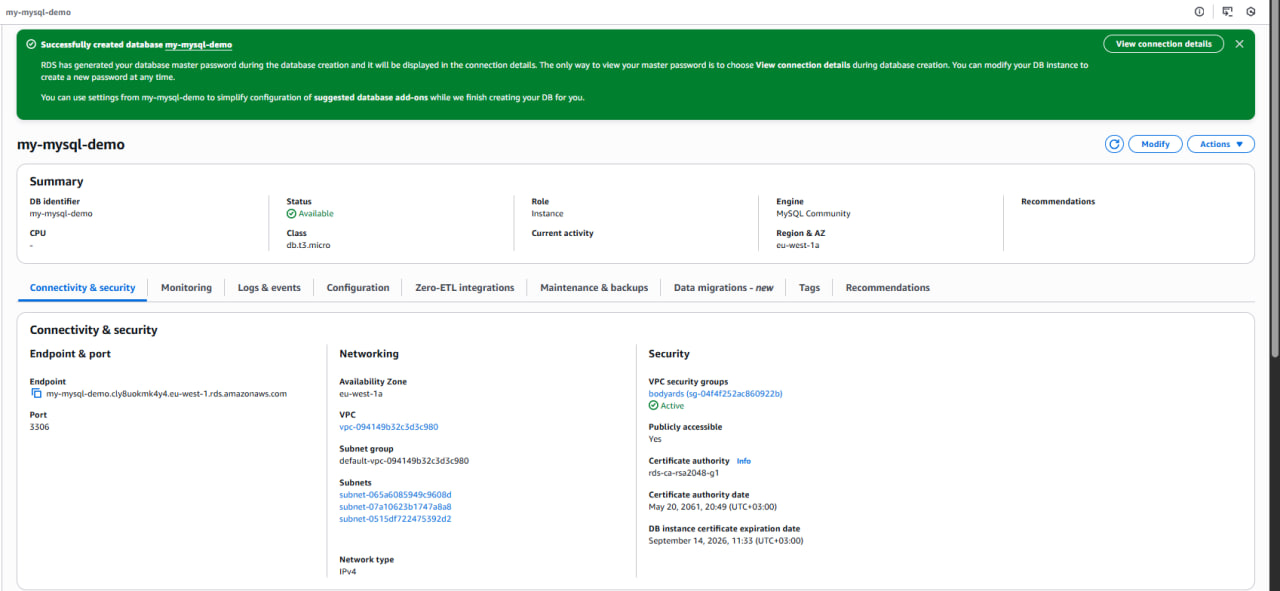 my-mysql-demo
Successfully created database my-mysql-demo
View connection details
RDS has generated your database master password during the database creation and it will be displayed in the connection details. The only way to view your master password is to choose View connection details during database creation. You can modify your DB instance to
create a new password at any time.
You can use settings from my-mysql-demo to simplify configuration of suggested database add-ons while we finish creating your DB for you.
my-mysql-demo
Modify
Actions
Summary
DB identifier
my-mysql-demo
CPU
-
Status
Available
Class
db.t3.micro
Role
Instance
Current activity
Engine
MySQL Community
Region & AZ
eu-west-1a
Recommendations
Connectivity & security
Monitoring
Logs & events
Configuration
Zero-ETL integrations
Maintenance & backups
Data migrations - new
Tags
Recommendations
Connectivity & security
Endpoint & port
Endpoint
my-mysql-demo.cly8uokmk4y4.eu-west-1.rds.amazonaws.com
Port
3306
Networking
Availability Zone
eu-west-1a
VPC
vpc-094149b32c3d3c980
Subnet group
default-vpc-094149b32c3d3c980
Subnets
subnet-065a6085949c9608d
subnet-07a10623b1747a8a8
subnet-0515df722475392d2
Network type
IPv4
Security
VPC security groups
bodyards (sg-04f4f252ac860922b)
Active
Publicly accessible
Yes
Certificate authority Info
rds-ca-rsa2048-g1
Certificate authority date
May 20, 2061, 20:49 (UTC+03:00)
DB instance certificate expiration date
September 14, 2026, 11:33 (UTC+03:00)